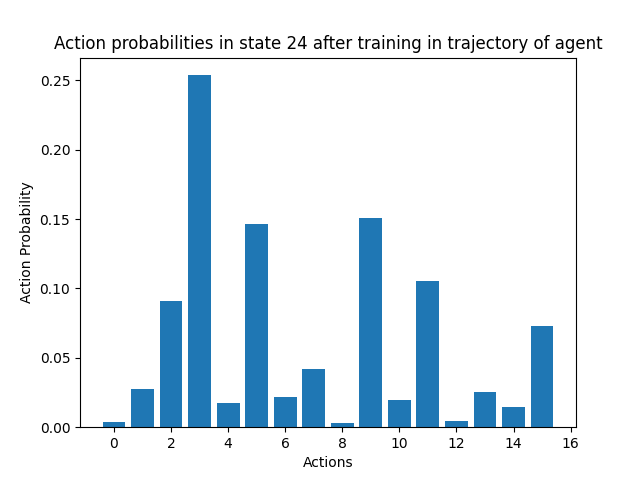 Action probabilities in state 24 after training in trajectory of agent
0.25
0.20
0.15
0.10
0.05
0.00
Action Probability
0 2 4 6 8 10 12 14 16
Actions